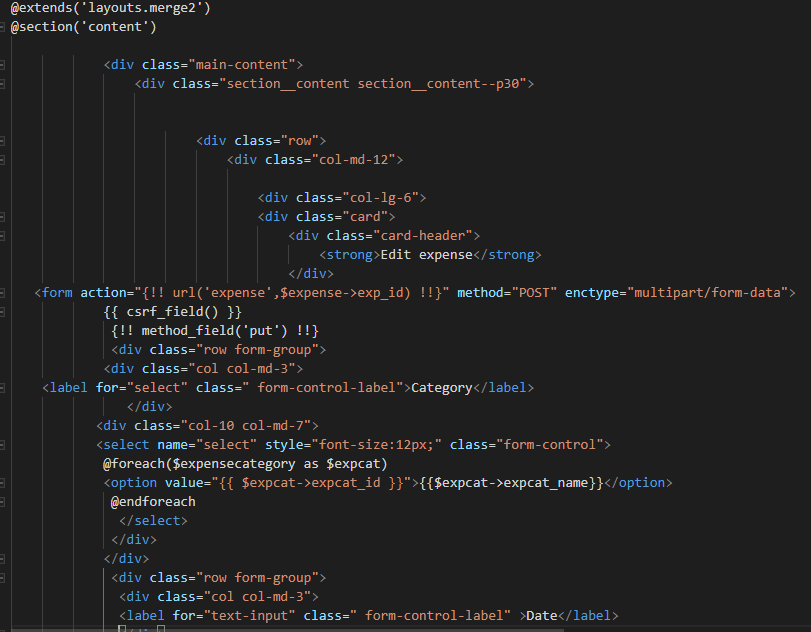 @extends('layouts.merge2')
@section('content')
<div class="main-content">
<div class="section__content section__content--p30">
<div class="row">
<div class="col-md-12">
<div class="col-lg-6">
<div class="card">
<div class="card-header">
<strong>Edit expense</strong>
</div>
<form action="{!! url('expense',$expense->exp_id) !!}" method="POST" enctype="multipart/form-data">
{{ csrf_field() }}
{!! method_field('put') !!}
<div class="row form-group">
<div class="col col-md-3">
<label for="select" class=" form-control-label">Category</label>
</div>
<div class="col-10 col-md-7">
<select name="select" style="font-size:12px;" class="form-control">
@foreach($expensecategory as $expcat)
<option value="{{ $expcat->expcat_id }}">{{$expcat->expcat_name}}</option>
@endforeach
</select>
</div>
</div>
<div class="row form-group">
<div class="col col-md-3">
<label for="text-input" class=" form-control-label" >Date</label>